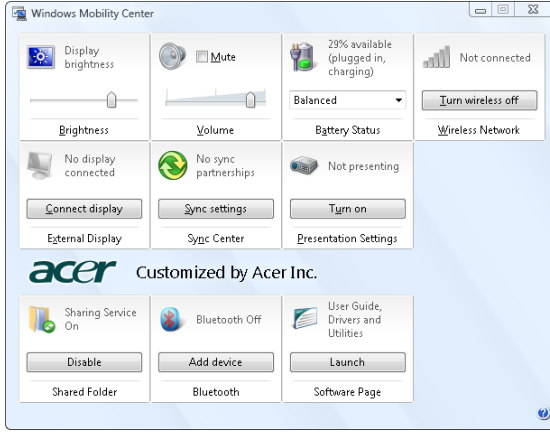 Windows Mobility Center
Display
brightness
Brightness
Mute
Volume
29% available
(plugged in,
charging)
Balanced
Battery Status
Not connected
Turn wireless off
Wireless Network
No display
connected
Connect display
External Display
No sync
partnerships
Sync settings
Sync Center
Not presenting
Turn on
Presentation Settings
acer
Customized by Acer Inc.
Sharing Service
On
Disable
Shared Folder
Bluetooth Off
Add device
Bluetooth
User Guide,
Drivers and
Utilities
Launch
Software Page